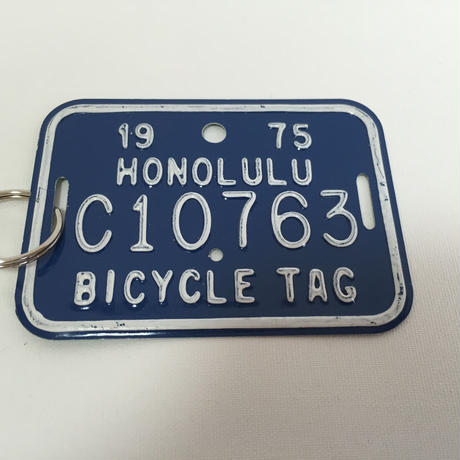 19 75
HONOLULU
C10763
BICYCLE TAG